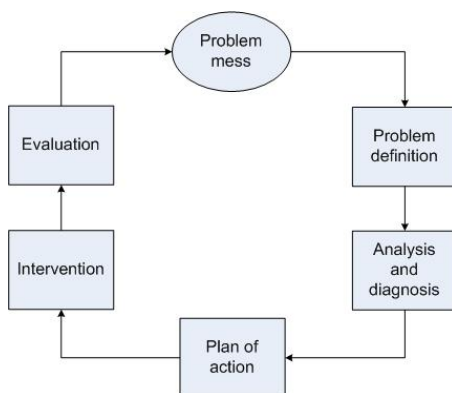 Problem
mess
Problem
definition
Analysis
and
diagnosis
Plan of
action
Intervention
Evaluation